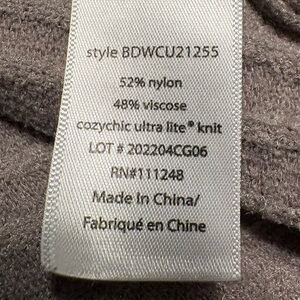 style BDWCU21255
52% nylon
48% viscose
cozychic ultra lite® knit
LOT # 202204CG06
RN#111248
Made in China/
Fabriqué en Chine